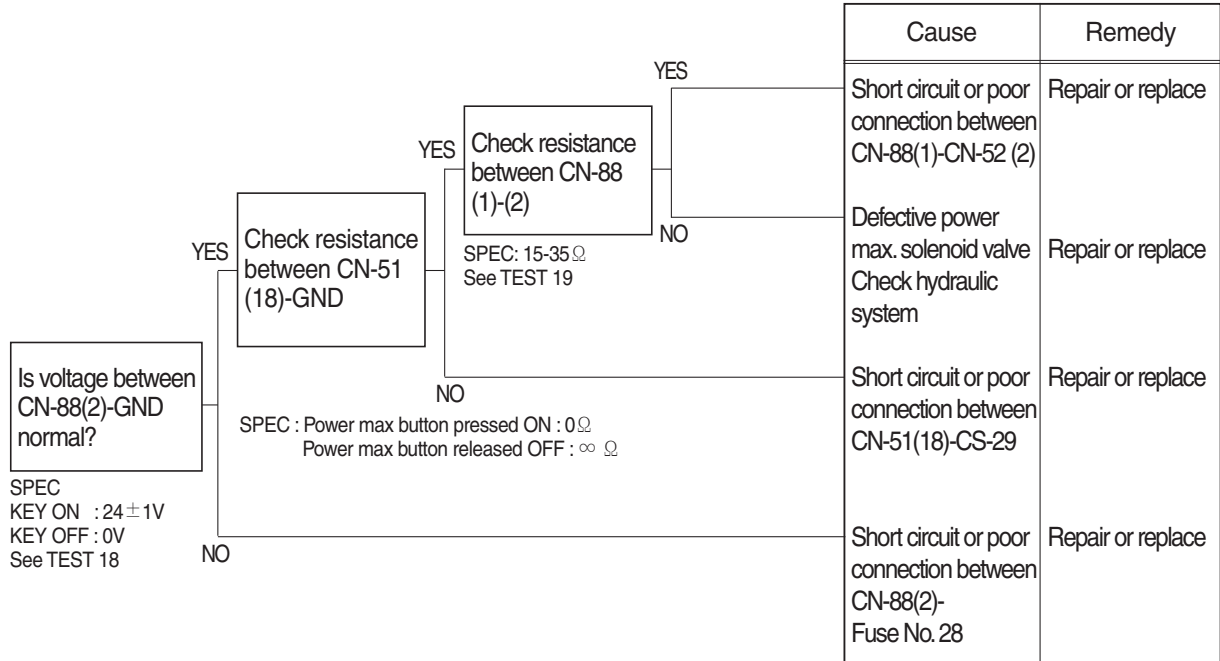 Cause
Remedy
YES
Short circuit or poor
connection between
CN-88(1)-CN-52 (2)
Repair or replace
YES
Check resistance
between CN-88
(1)-(2)
NO
SPEC: 15-35Ω
See TEST 19
Defective power
max. solenoid valve
Check hydraulic
system
Repair or replace
YES
Check resistance
between CN-51
(18)-GND
NO
SPEC : Power max button pressed ON : 0Ω
Power max button released OFF : ∞ Ω
Short circuit or poor
connection between
CN-51(18)-CS-29
Repair or replace
Is voltage between
CN-88(2)-GND
normal?
SPEC
KEY ON : 24±1V
KEY OFF : 0V
See TEST 18
NO
Short circuit or poor
connection between
CN-88(2)-
Fuse No. 28
Repair or replace